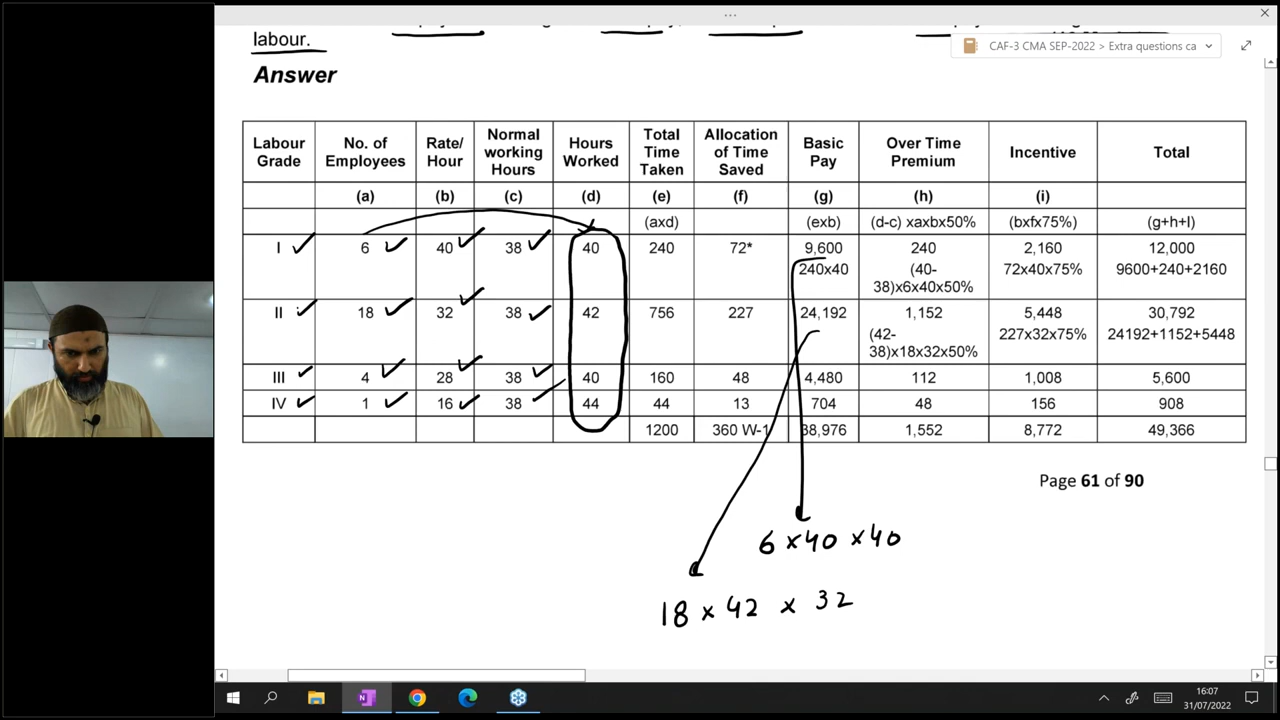 labour.
CAF-3 CMA SEP-2022 > Extra questions ca
Answer
Labour Grade No. of Employees Rate/ Hour Normal working Hours Hours Worked Total Time Taken Allocation of Time Saved Basic Pay Over Time Premium Incentive Total
(a) (b) (c) (d) (e) (f) (g) (h) (i)
(axd) (exb) (d-c) xaxbx50% (bxfx75%) (g+h+I)
I 6 40 38 40 240 72* 9,600 240 2,160 12,000
240x40 (40-38)x6x40x50% 72x40x75% 9600+240+2160
II 18 32 38 42 756 227 24,192 1,152 5,448 30,792
(42-38)x18x32x50% 227x32x75% 24192+1152+5448
III 4 28 38 40 160 48 4,480 112 1,008 5,600
IV 1 16 38 44 44 13 704 48 156 908
1200 360 W-1 38,976 1,552 8,772 49,366
Page 61 of 90
6 x 40 x 40
18 x 42 x 32
16:07
31/07/2022